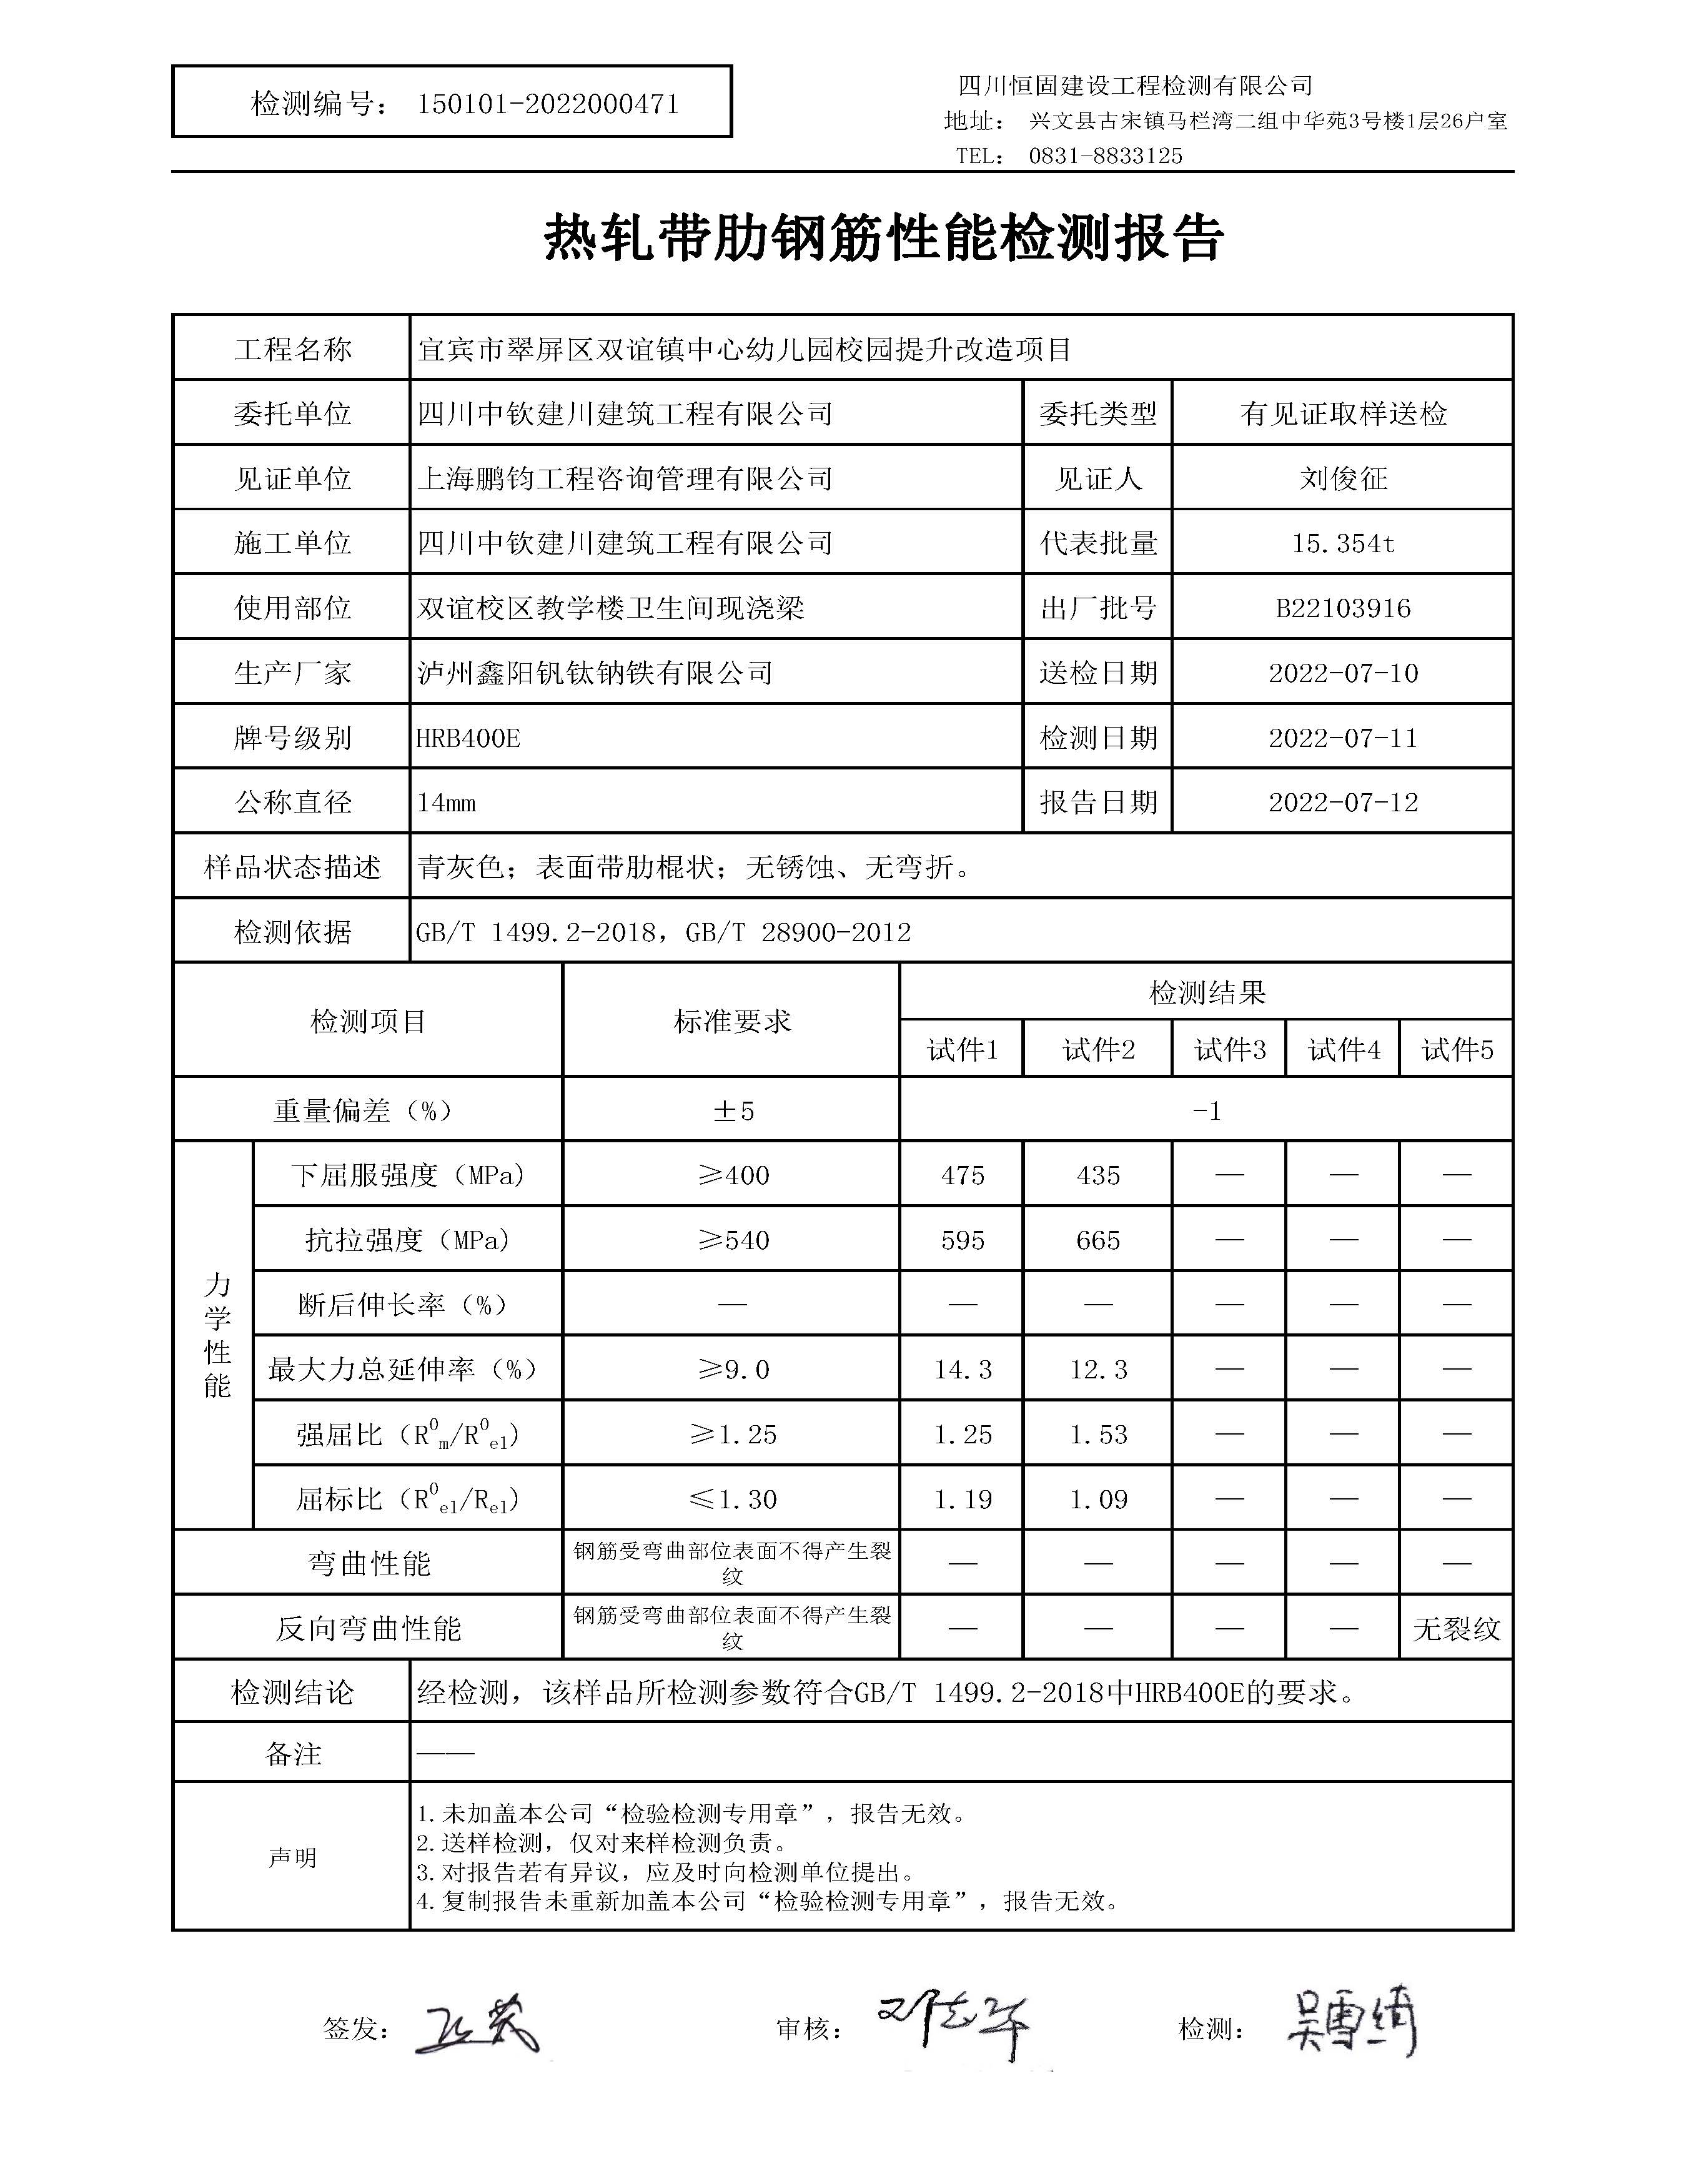 检测编号： 150101-2022000471
四川恒固建设工程检测有限公司
地址： 兴文县古宋镇马栏湾二组中华苑3号楼1层26户室
TEL： 0831-8833125
热轧带肋钢筋性能检测报告
工程名称 宜宾市翠屏区双谊镇中心幼儿园校园提升改造项目
委托单位 四川中钦建川建筑工程有限公司 委托类型 有见证取样送检
见证单位 上海鹏钧工程咨询管理有限公司 见证人 刘俊征
施工单位 四川中钦建川建筑工程有限公司 代表批量 15.354t
使用部位 双谊校区教学楼卫生间现浇梁 出厂批号 B22103916
生产厂家 泸州鑫阳钒钛钠铁有限公司 送检日期 2022-07-10
牌号级别 HRB400E 检测日期 2022-07-11
公称直径 14mm 报告日期 2022-07-12
样品状态描述 青灰色；表面带肋棍状；无锈蚀、无弯折。
检测依据 GB/T 1499.2-2018，GB/T 28900-2012
检测项目 标准要求 检测结果
试件1 试件2 试件3 试件4 试件5
重量偏差（%） ±5 -1
力学性能
下屈服强度（MPa） ≥400 475 435 — — —
抗拉强度（MPa） ≥540 595 665 — — —
断后伸长率（%） — — — — — —
最大力总延伸率（%） ≥9.0 14.3 12.3 — — —
强屈比（R⁰m/R⁰el） ≥1.25 1.25 1.53 — — —
屈标比（R⁰el/Rel） ≤1.30 1.19 1.09 — — —
弯曲性能 钢筋受弯曲部位表面不得产生裂纹 — — — — —
反向弯曲性能 钢筋受弯曲部位表面不得产生裂纹 — — — — 无裂纹
检测结论 经检测，该样品所检测参数符合GB/T 1499.2-2018中HRB400E的要求。
备注 ——
声明
1.未加盖本公司“检验检测专用章”，报告无效。
2.送样检测，仅对来样检测负责。
3.对报告若有异议，应及时向检测单位提出。
4.复制报告未重新加盖本公司“检验检测专用章”，报告无效。
签发： 审核： 检测： 吴雪绮